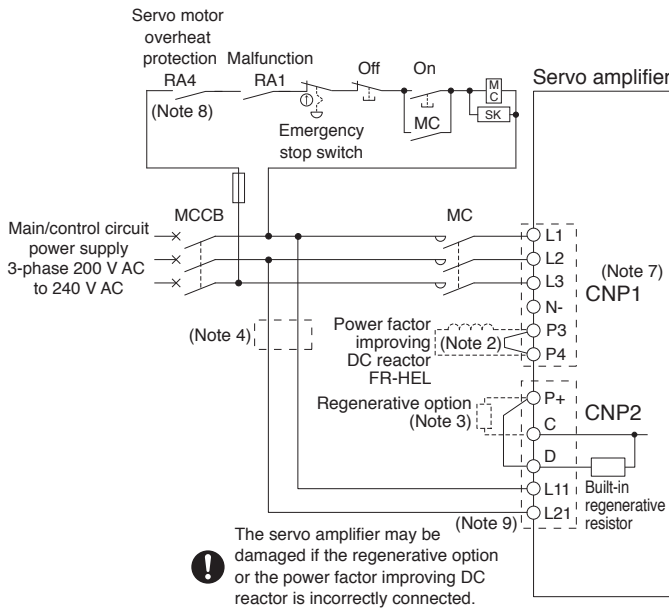 Servo motor
overheat
protection
Malfunction
Off
On
RA4
RA1
(Note 8)
MC
SK
MC
Emergency
stop switch
Servo amplifier
MCCB
MC
Main/control circuit
power supply
3-phase 200 V AC
to 240 V AC
L1
L2
L3
N-
P3
P4
(Note 7)
CNP1
(Note 4)
Power factor
improving
DC reactor
FR-HEL
(Note 2)
Regenerative option
(Note 3)
P+
C
D
L11
L21
CNP2
Built-in
regenerative
resistor
(Note 9)
The servo amplifier may be
damaged if the regenerative option
or the power factor improving DC
reactor is incorrectly connected.